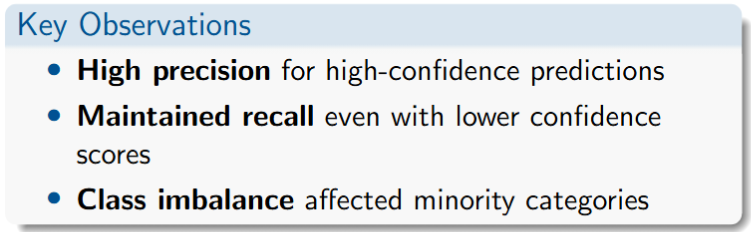 Key Observations
• High precision for high-confidence predictions
• Maintained recall even with lower confidence
scores
• Class imbalance affected minority categories